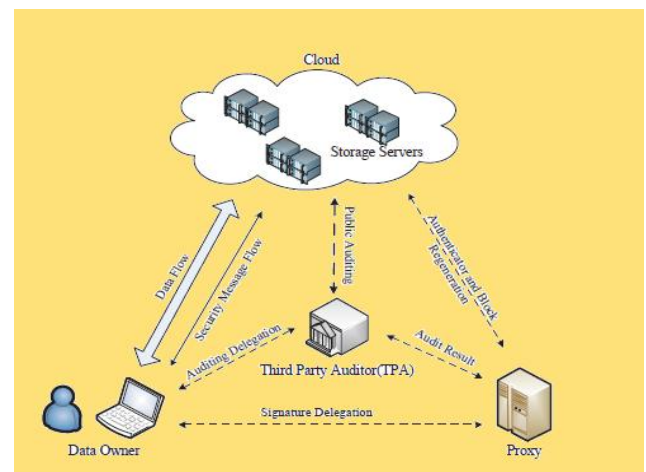 Cloud
Storage Servers
Data Flow
Security Message Flow
Public Auditing
Authenticator and Block
Regeneration
Auditing Delegation
Audit Result
Third Party Auditor(TPA)
Signature Delegation
Data Owner
Proxy